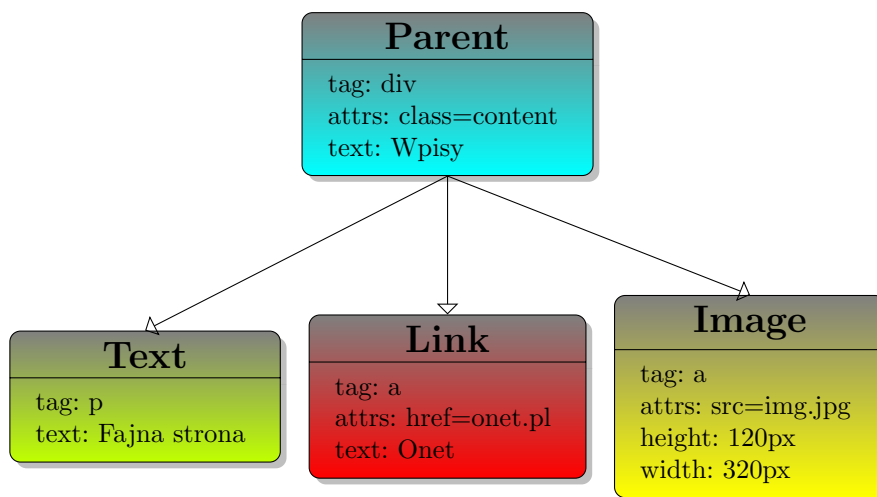 Parent
tag: div
attrs: class=content
text: Wpisy
Text
tag: p
text: Fajna strona
Link
tag: a
attrs: href=onet.pl
text: Onet
Image
tag: a
attrs: src=img.jpg
height: 120px
width: 320px